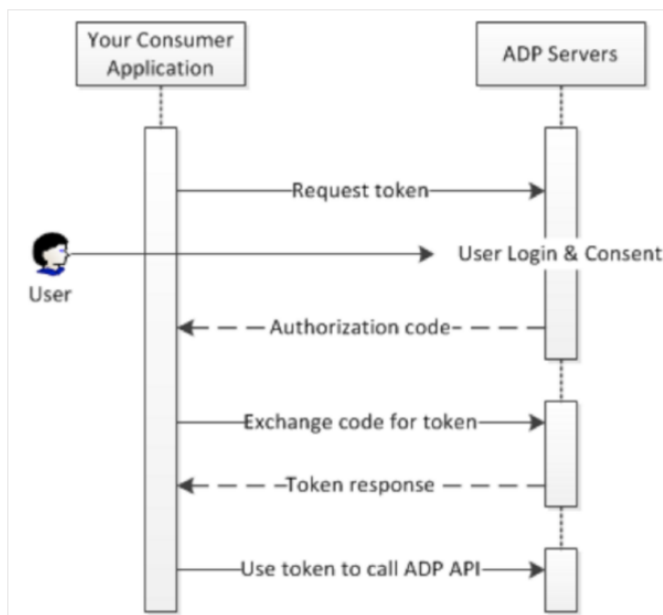 Your Consumer
Application
ADP Servers
Request token
User Login & Consent
User
Authorization code
Exchange code for token
Token response
Use token to call ADP API